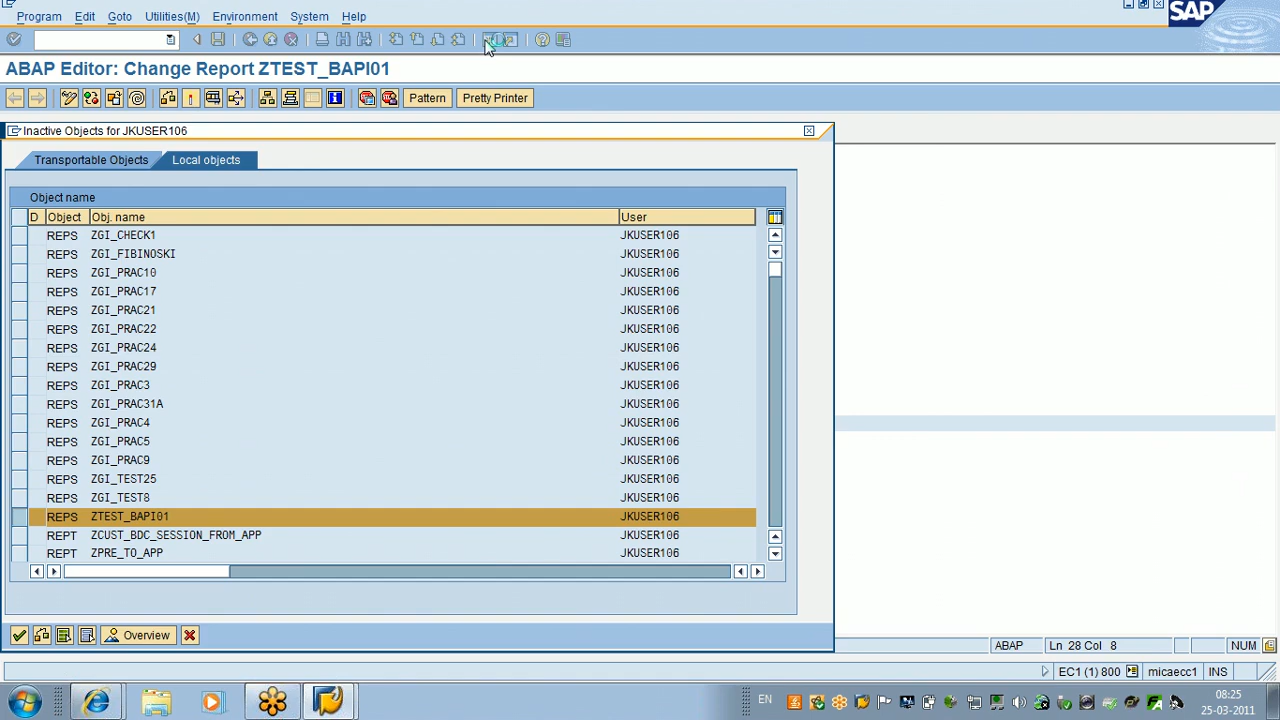 Program Edit Goto Utilities(M) Environment System Help
SAP
ABAP Editor: Change Report ZTEST_BAPI01
Pattern Pretty Printer
Inactive Objects for JKUSER106
Transportable Objects Local objects
Object name
D Object Obj. name User
REPS ZGI_CHECK1 JKUSER106
REPS ZGI_FIBINOSKI JKUSER106
REPS ZGI_PRAC10 JKUSER106
REPS ZGI_PRAC17 JKUSER106
REPS ZGI_PRAC21 JKUSER106
REPS ZGI_PRAC22 JKUSER106
REPS ZGI_PRAC24 JKUSER106
REPS ZGI_PRAC29 JKUSER106
REPS ZGI_PRAC3 JKUSER106
REPS ZGI_PRAC31A JKUSER106
REPS ZGI_PRAC4 JKUSER106
REPS ZGI_PRAC5 JKUSER106
REPS ZGI_PRAC9 JKUSER106
REPS ZGI_TEST25 JKUSER106
REPS ZGI_TEST8 JKUSER106
REPS ZTEST_BAPI01 JKUSER106
REPT ZCUST_BDC_SESSION_FROM_APP JKUSER106
REPT ZPRE_TO_APP JKUSER106
Overview
ABAP Ln 28 Col 8 NUM
EC1 (1) 800 micaecc1 INS
EN 08:25
25-03-2011